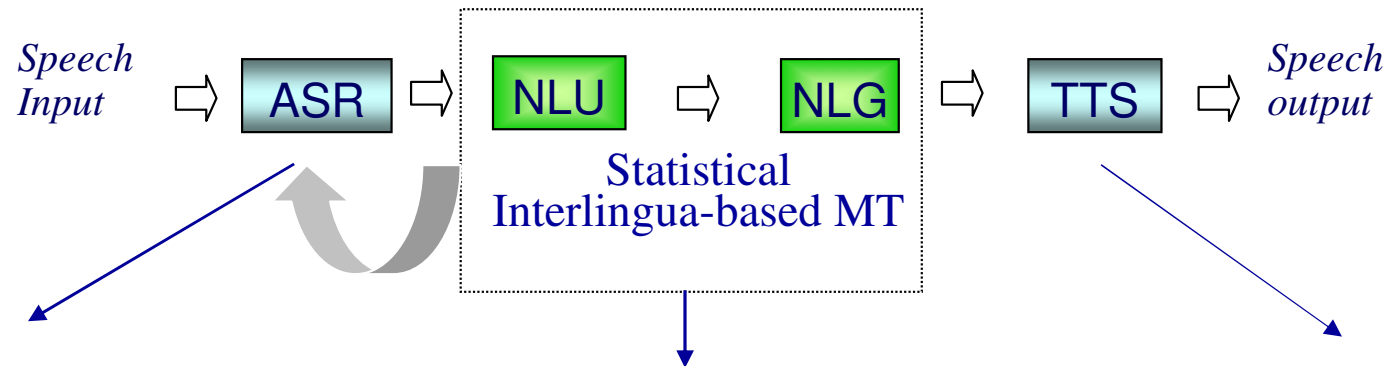 Speech
Input
ASR
NLU
NLG
TTS
Speech
output
Statistical
Interlingua-based MT